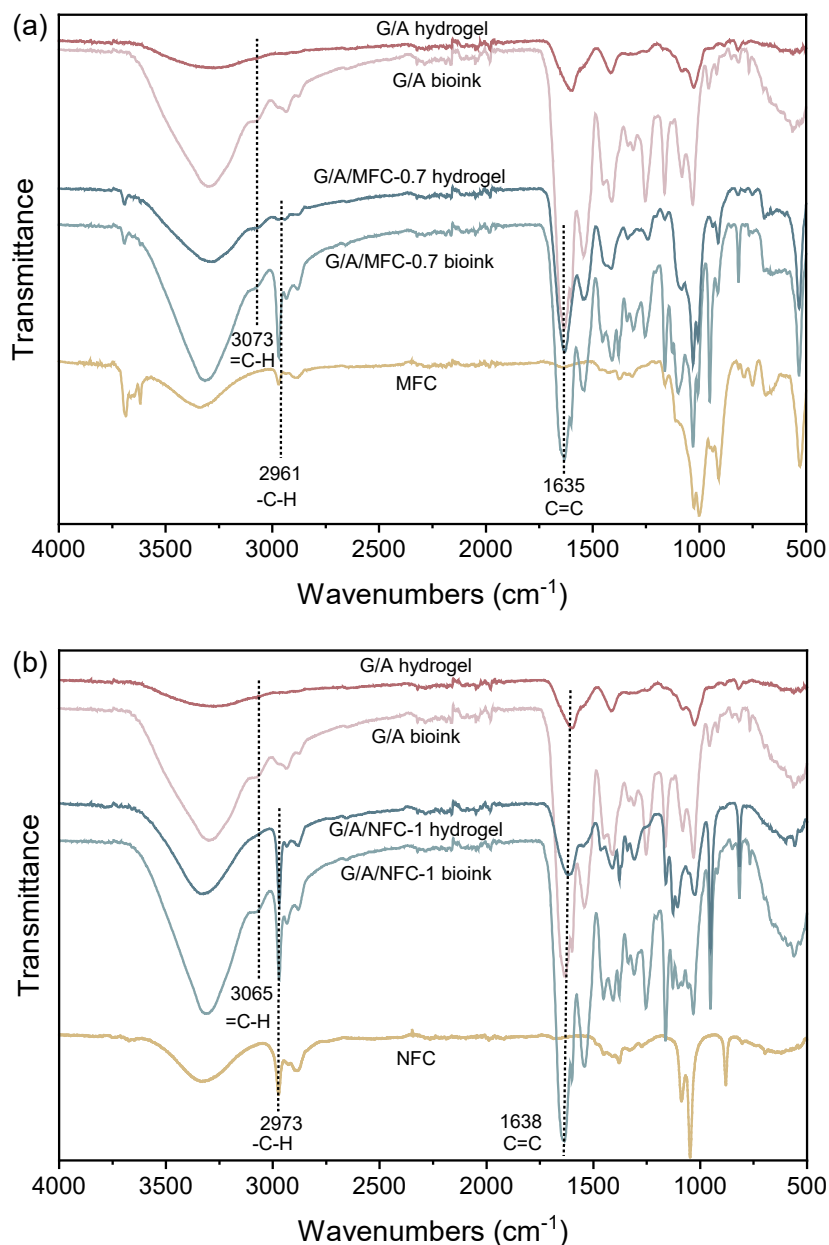 (a)
G/A hydrogel
G/A bioink
G/A/MFC-0.7 hydrogel
G/A/MFC-0.7 bioink
3073
=C-H
MFC
2961
-C-H
1635
C=C
Transmittance
4000 3500 3000 2500 2000 1500 1000 500
Wavenumbers (cm⁻¹)
(b)
G/A hydrogel
G/A bioink
G/A/NFC-1 hydrogel
G/A/NFC-1 bioink
3065
=C-H
NFC
2973
-C-H
1638
C=C
Transmittance
4000 3500 3000 2500 2000 1500 1000 500
Wavenumbers (cm⁻¹)